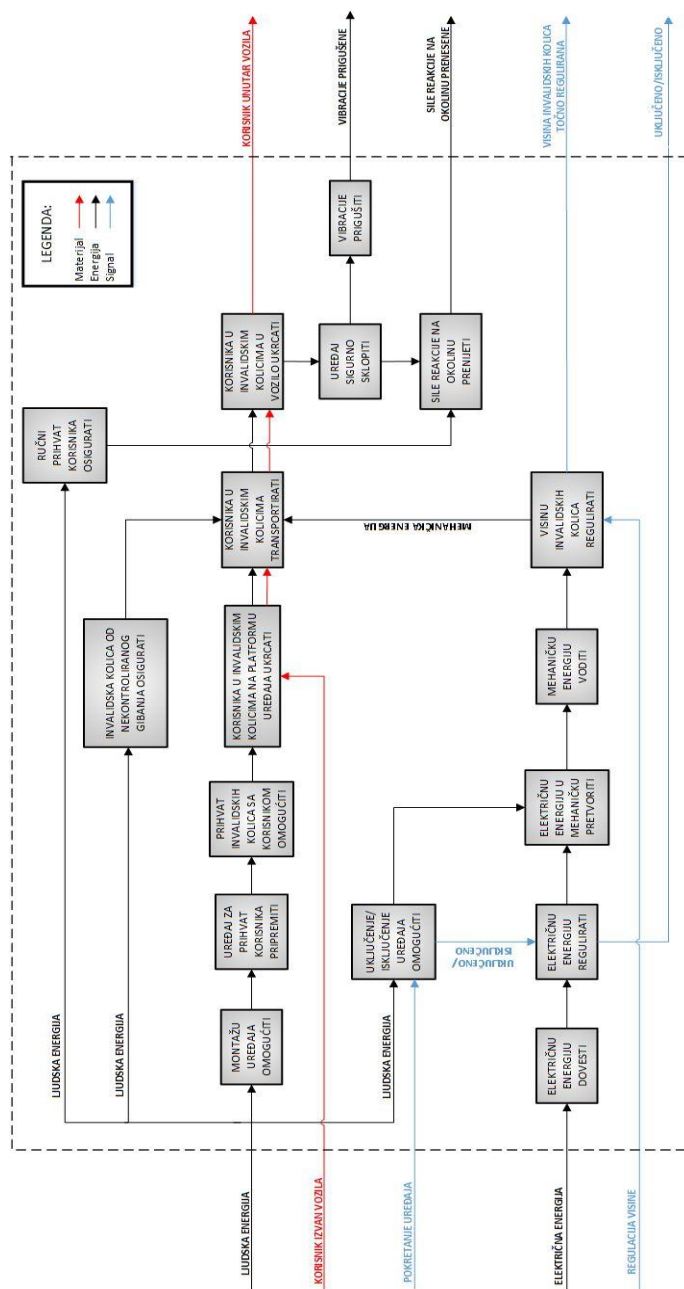 LEGENDA:
Materijal
Energija
Signal
RUČNI
PRIHVAT
KORISNIKA
OSIGURATI
LJUDSKA ENERGIJA
INVALIDSKA KOLICA OD
NEKONTROLIRANOG
GIBANJA OSIGURATI
LJUDSKA ENERGIJA
LJUDSKA ENERGIJA
MONTAŽU
UREĐAJA
OMOGUĆITI
UREĐAJ ZA
PRIHVAT
KORISNIKA
PRIPREMITI
PRIHVAT
INVALIDSKIH
KOLICA SA
KORISNIKOM
OMOGUĆITI
KORISNIKA U INVALIDSKIM
KOLICIMA NA PLATFORMU
UREĐAJA UKRCATI
KORISNIKA U
INVALIDSKIM
KOLICIMA
TRANSPORTIRATI
KORISNIKA U
INVALIDSKIM
KOLICIMA U
VOZILO UKRCATI
KORISNIK UNUTAR VOZILA
KORISNIK IZVAN VOZILA
UREĐAJ
SIGURNO
SKLOPITI
VIBRACIJE
PRIGUŠITI
VIBRACIJE PRIGUŠENE
SILE REAKCIJE NA
OKOLINU
PRENIJETI
SILE REAKCIJE NA
OKOLINU PRENESENE
LJUDSKA ENERGIJA
POKRETANJE UREĐAJA
UKLJUČENJE/
ISKLJUČENJE
UREĐAJA
OMOGUĆITI
UKLJUČENO/
ISKLJUČENO
MEHANIČKA ENERGIJA
ELEKTRIČNA ENERGIJA
ELEKTRIČNU
ENERGIJU
DOVESTI
ELEKTRIČNU
ENERGIJU
REGULIRATI
ELEKTRIČNU
ENERGIJU U
MEHANIČKU
PRETVORITI
MEHANIČKU
ENERGIJU
VODITI
VISINU
INVALIDSKIH
KOLICA
REGULIRATI
VISINA INVALIDSKIH KOLICA
TOČNO REGULIRANA
REGULACIJA VISINE
UKLJUČENO/ISKLJUČENO